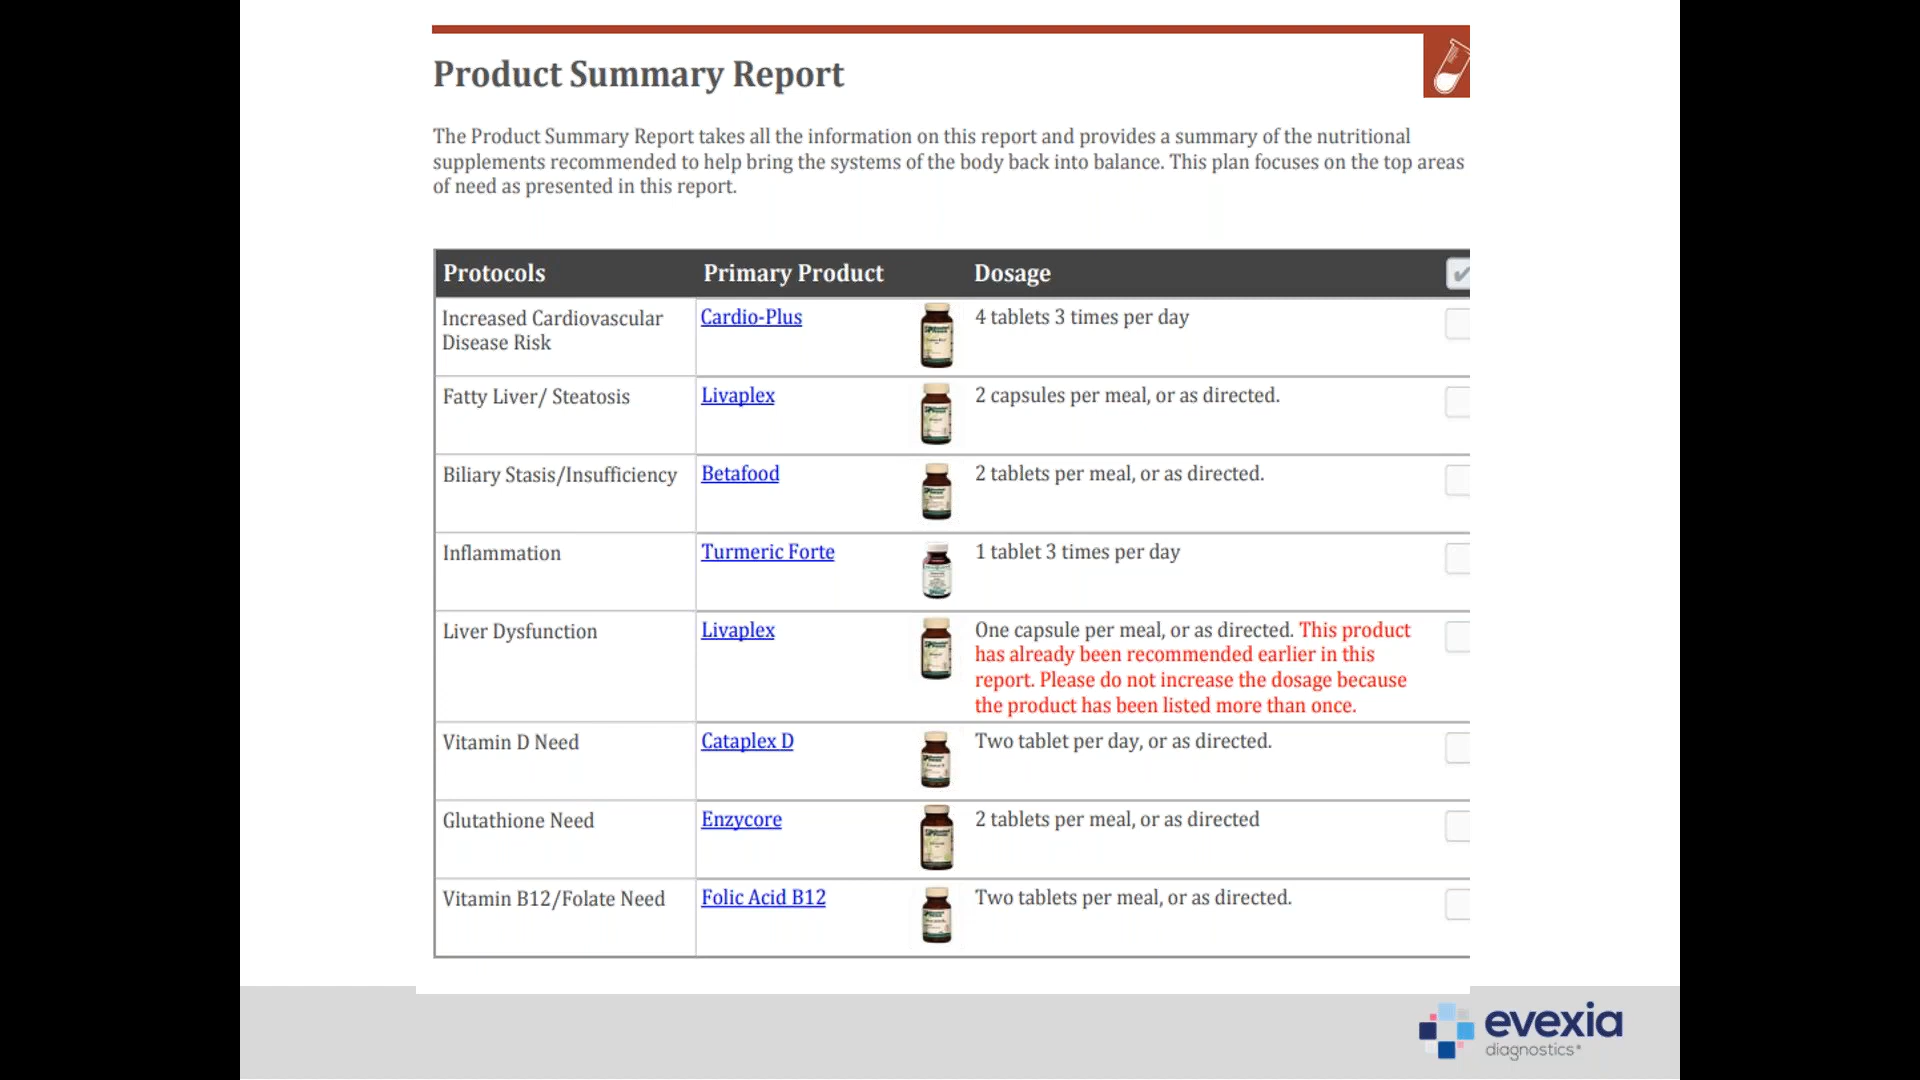 Product Summary Report
The Product Summary Report takes all the information on this report and provides a summary of the nutritional
supplements recommended to help bring the systems of the body back into balance. This plan focuses on the top areas
of need as presented in this report.
Protocols Primary Product Dosage
Increased Cardiovascular Cardio-Plus 4 tablets 3 times per day
Disease Risk
Fatty Liver/ Steatosis Livaplex 2 capsules per meal, or as directed.
Biliary Stasis/Insufficiency Betafood 2 tablets per meal, or as directed.
Inflammation Turmeric Forte 1 tablet 3 times per day
Liver Dysfunction Livaplex One capsule per meal, or as directed. This product
has already been recommended earlier in this
report. Please do not increase the dosage because
the product has been listed more than once.
Vitamin D Need Cataplex D Two tablet per day, or as directed.
Glutathione Need Enzycore 2 tablets per meal, or as directed
Vitamin B12/Folate Need Folic Acid B12 Two tablets per meal, or as directed.
evexia
diagnostics